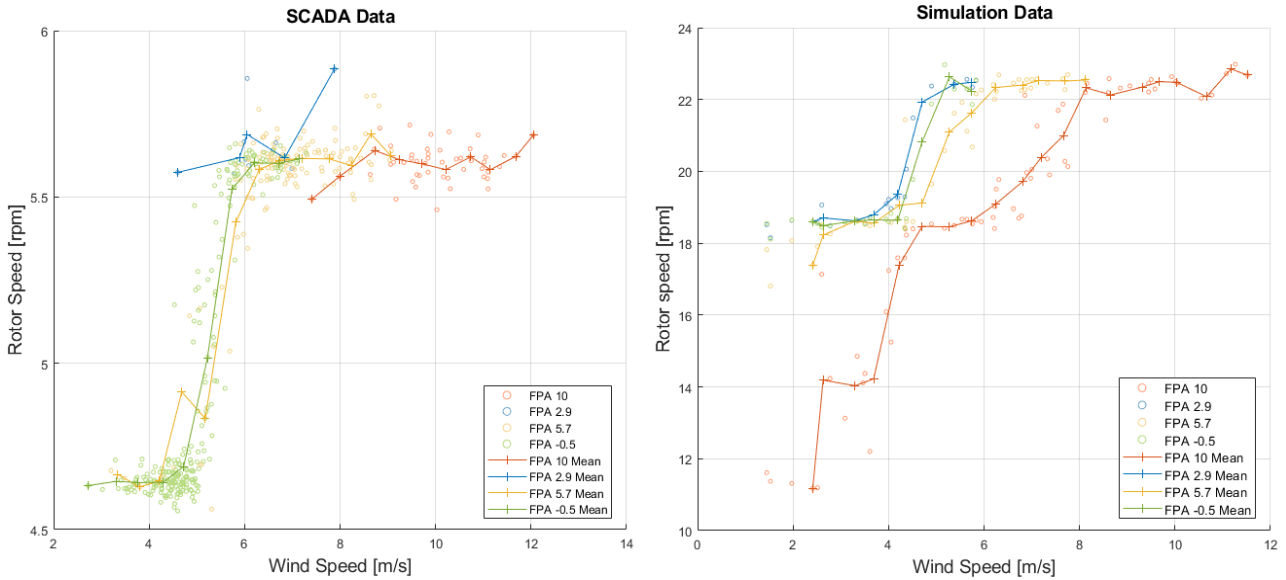 SCADA Data
6
5.5
5
4.5
2 4 6 8 10 12 14
Rotor Speed [rpm]
Wind Speed [m/s]
FPA 10
FPA 2.9
FPA 5.7
FPA -0.5
FPA 10 Mean
FPA 2.9 Mean
FPA 5.7 Mean
FPA -0.5 Mean
Simulation Data
24
22
20
18
16
14
12
10
0 2 4 6 8 10 12
Rotor speed [rpm]
Wind Speed [m/s]
FPA 10
FPA 2.9
FPA 5.7
FPA -0.5
FPA 10 Mean
FPA 2.9 Mean
FPA 5.7 Mean
FPA -0.5 Mean